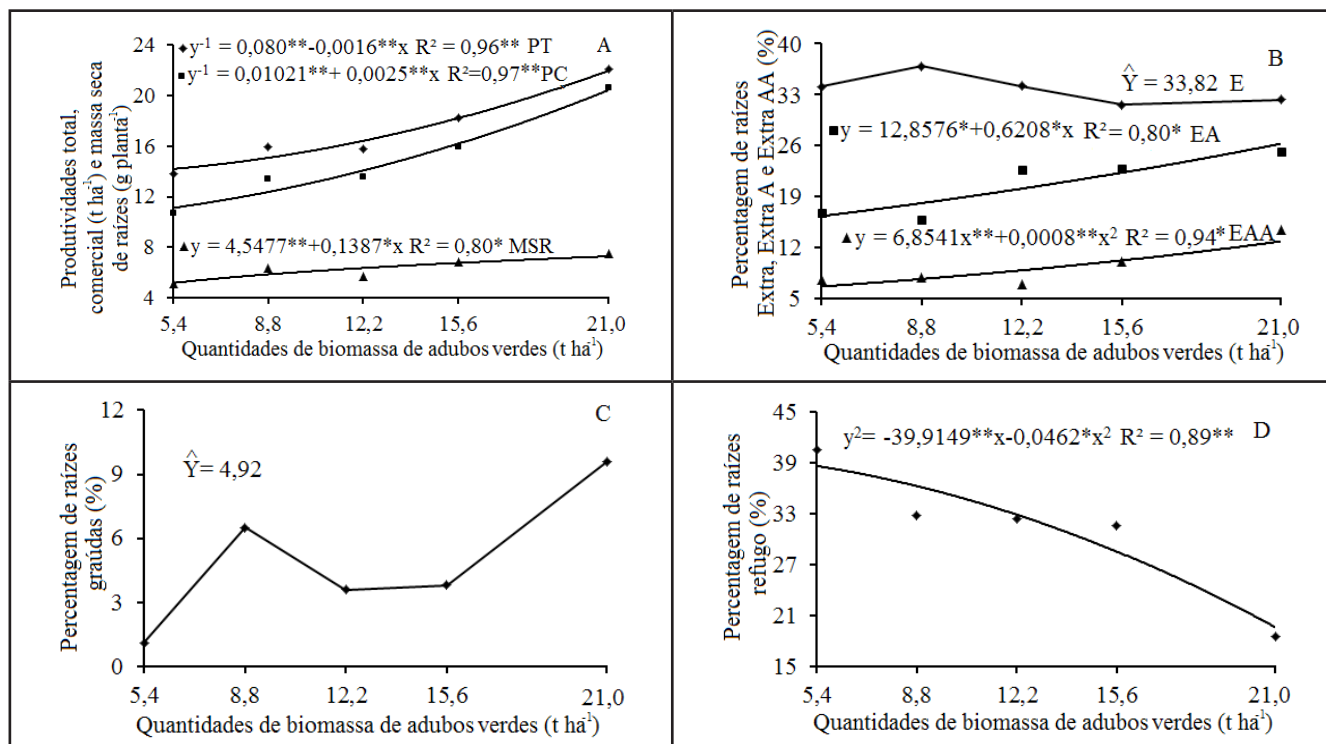 Produtividades total,
comercial (t ha-1) e massa seca
de raízes (g planta-1)
24
20
16
12
8
4
y-1 = 0,080**-0,0016**x R² = 0,96** PT
A
y-1 = 0,01021**+ 0,0025**x R²=0,97**PC
y = 4,5477**+0,1387*x R² = 0,80* MSR
5,4 8,8 12,2 15,6 21,0
Quantidades de biomassa de adubos verdes (t ha-1)
Percentagem de raízes
Extra, Extra A e Extra AA (%)
40
33
26
19
12
5
B
Ŷ = 33,82 E
y = 12,8576*+0,6208*x R²= 0,80* EA
y = 6,8541x**+0,0008**x² R² = 0,94* EAA
5,4 8,8 12,2 15,6 21,0
Quantidades de biomassa de adubos verdes (t ha-1)
Percentagem de raízes
graúdas (%)
12
9
6
3
0
C
Ŷ= 4,92
5,4 8,8 12,2 15,6 21,0
Quantidades de biomassa de adubos verdes (t ha-1)
Percentagem de raízes
refugo (%)
45
39
33
27
21
15
y²= -39,9149**x-0,0462*x² R² = 0,89**
D
5,4 8,8 12,2 15,6 21,0
Quantidades de biomassa de adubos verdes (t ha-1)